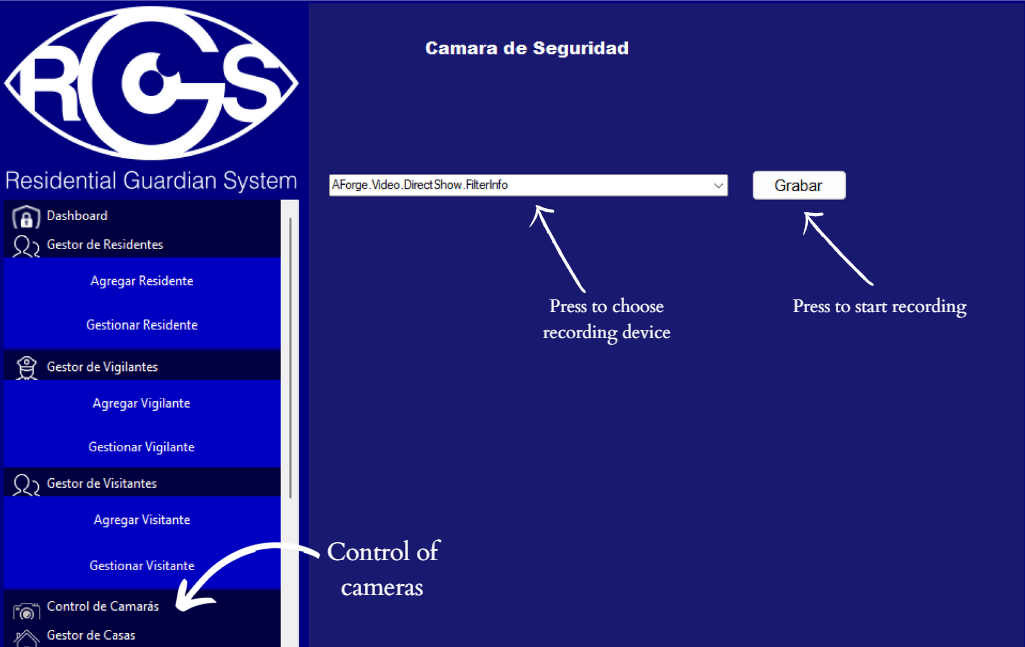 RGS
Residential Guardian System
Dashboard
Gestor de Residentes
Agregar Residente
Gestionar Residente
Gestor de Vigilantes
Agregar Vigilante
Gestionar Vigilante
Gestor de Visitantes
Agregar Visitante
Gestionar Visitante
Control de Camarás
Gestor de Casas
Camara de Seguridad
AForge.Video.DirectShow.FilterInfo
Grabar
Press to choose
recording device
Press to start recording
Control of
cameras